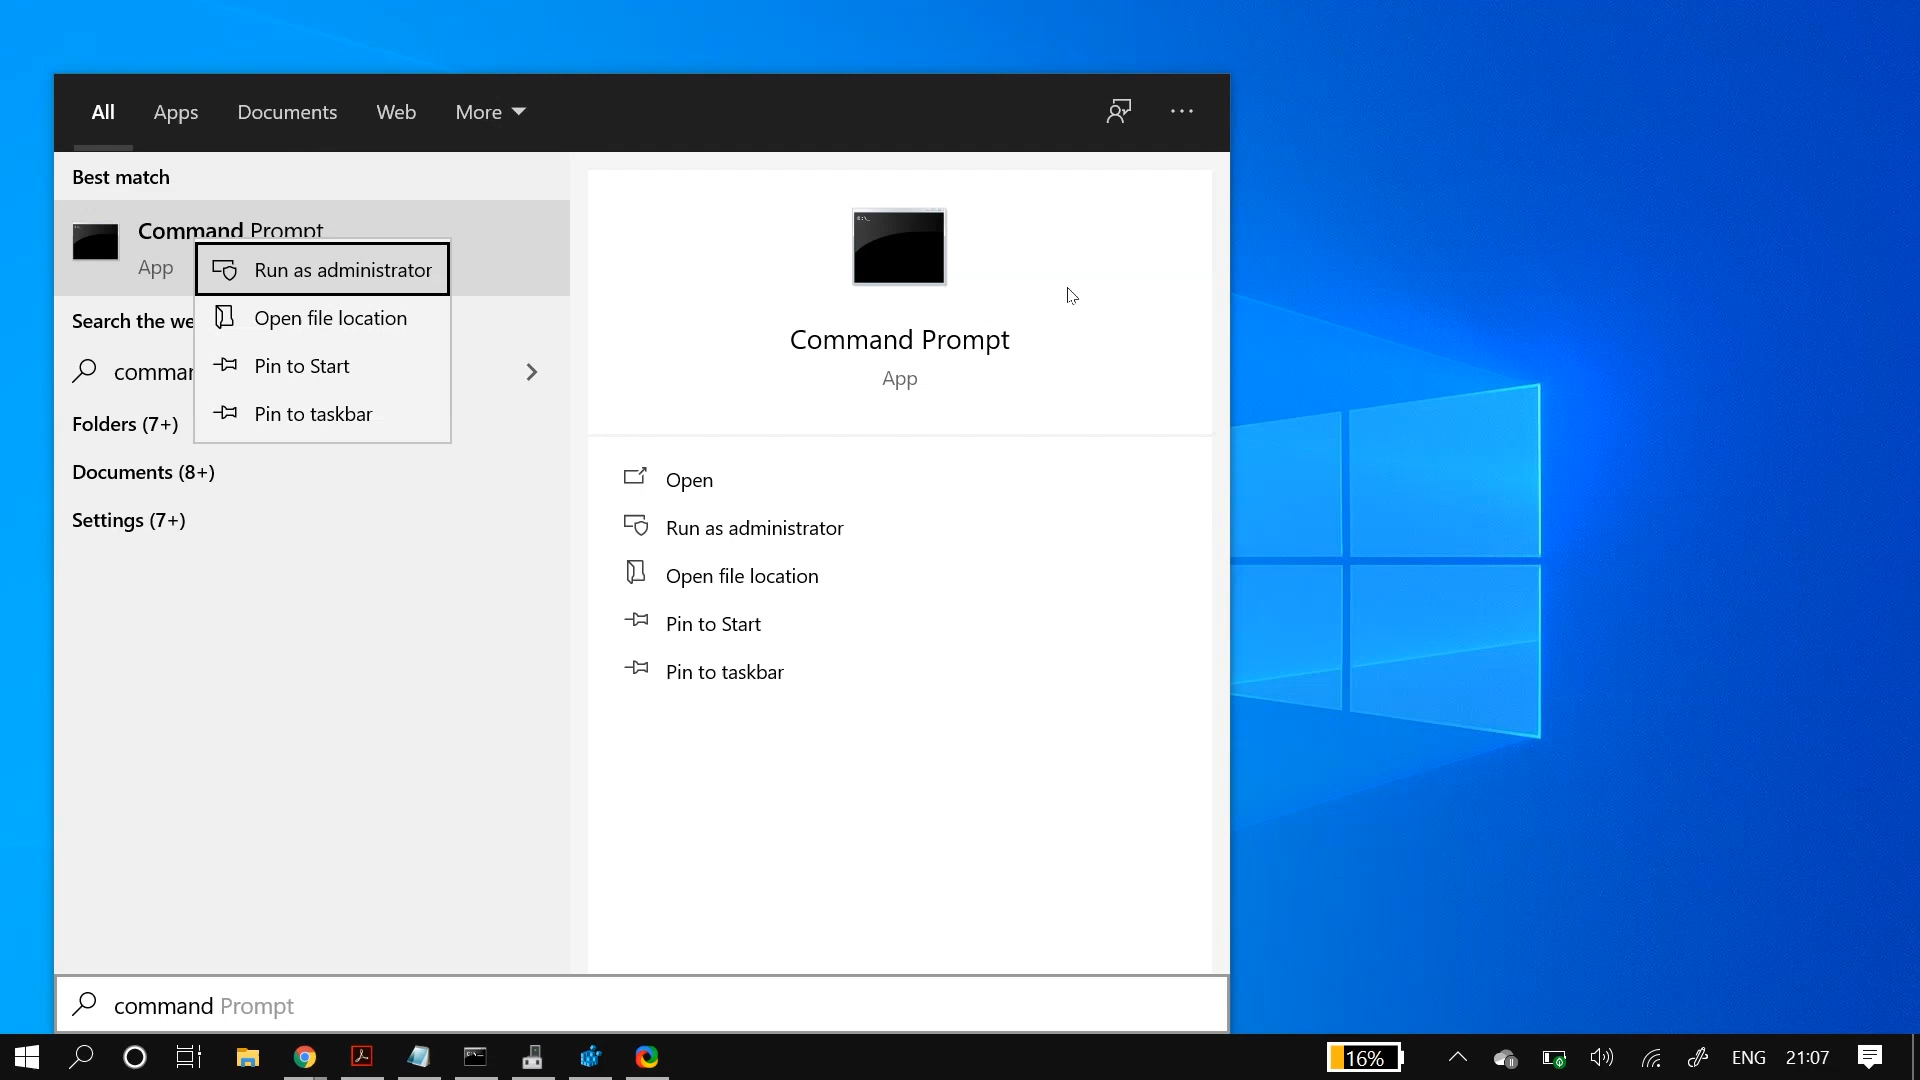 All Apps Documents Web More
Best match
Command Prompt
App
Run as administrator
Open file location
Pin to Start
Pin to taskbar
Search the we
comman
Folders (7+)
Documents (8+)
Settings (7+)
Command Prompt
App
Open
Run as administrator
Open file location
Pin to Start
Pin to taskbar
command Prompt
16% ENG 21:07